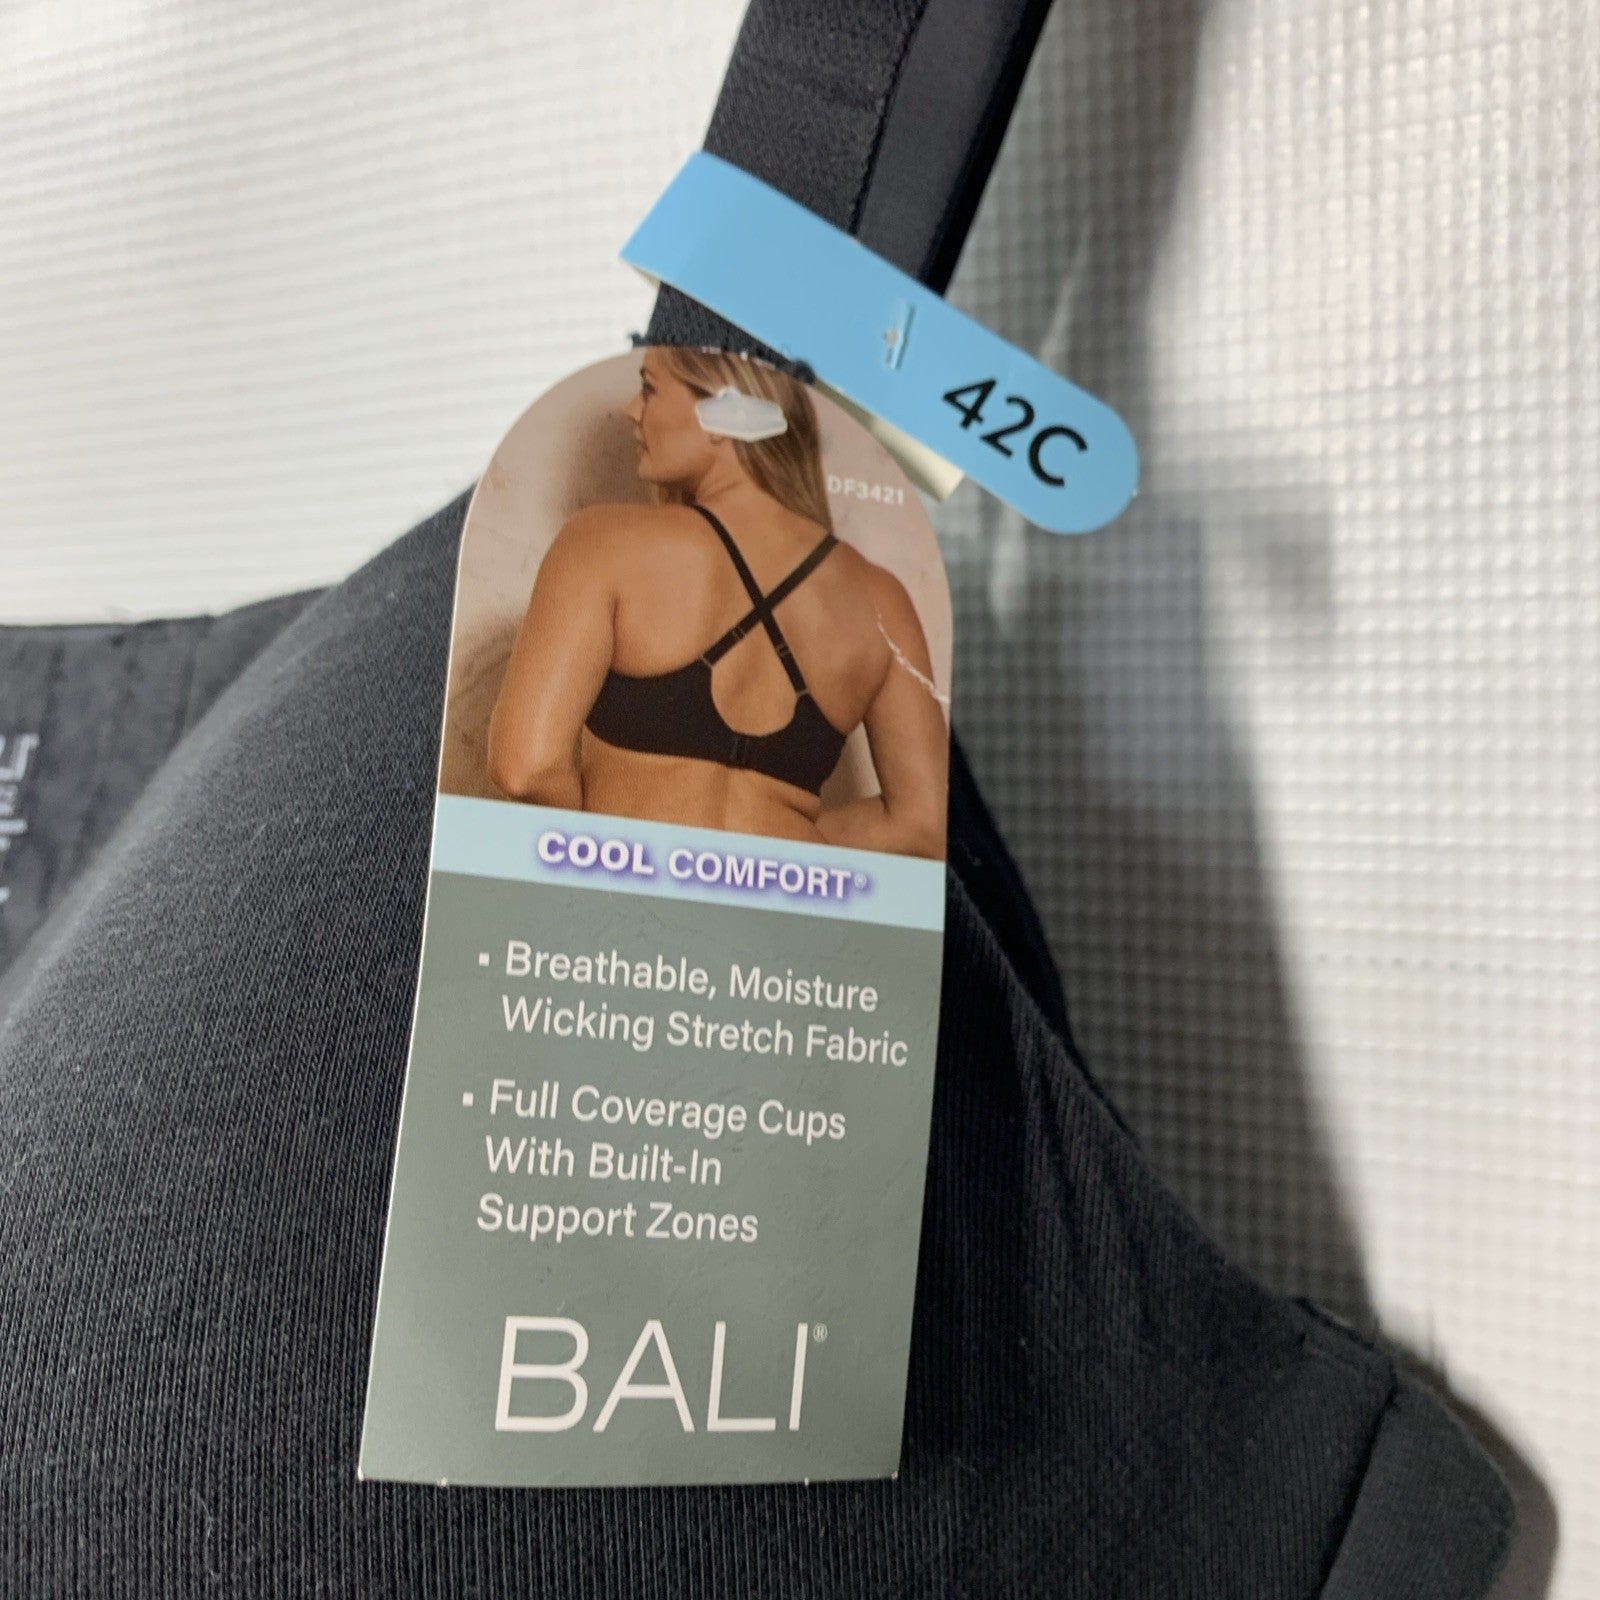 42C
DF3421
COOL COMFORT®
▪ Breathable, Moisture
Wicking Stretch Fabric
▪ Full Coverage Cups
With Built-In
Support Zones
BALI®